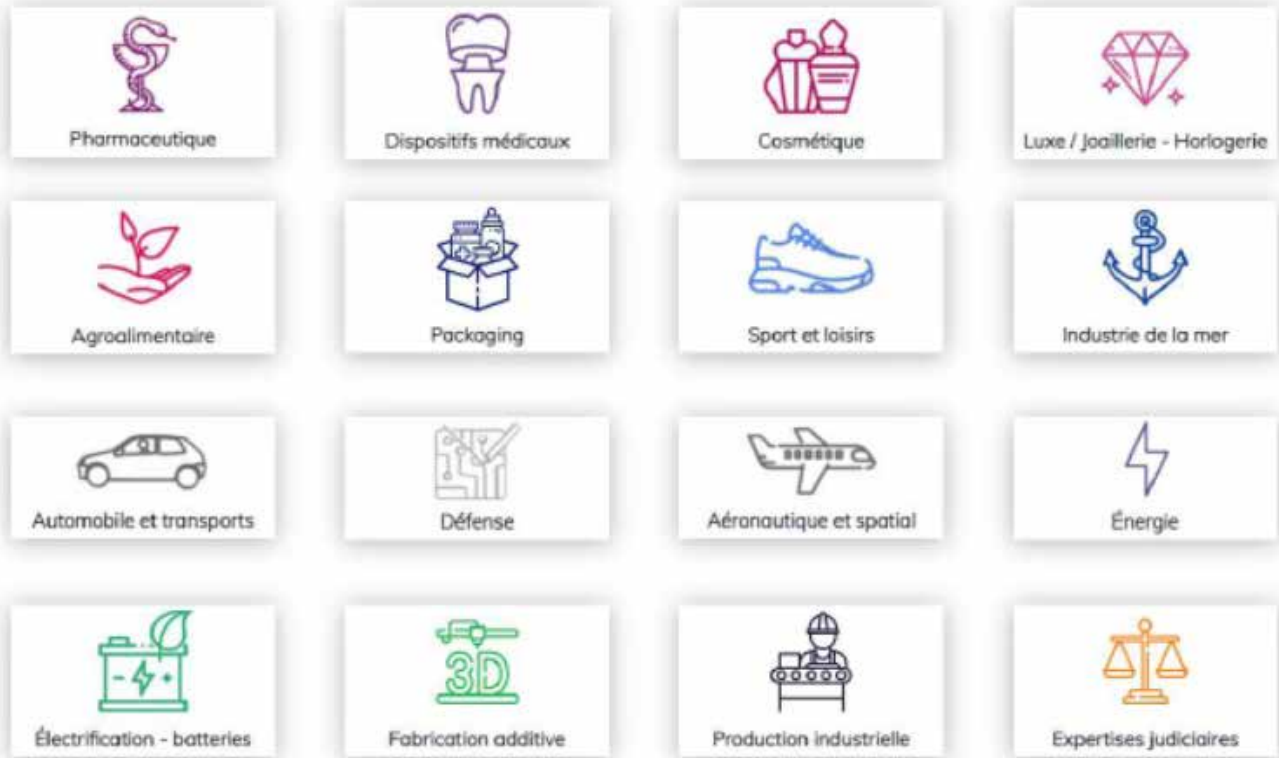 Pharmaceutique
Dispositifs médicaux
Cosmétique
Luxe / Joaillerie - Horlogerie
Agroalimentaire
Packaging
Sport et loisirs
Industrie de la mer
Automobile et transports
Défense
Aéronautique et spatial
Énergie
3D
Électrification - batteries
Fabrication additive
Production industrielle
Expertises judiciaires